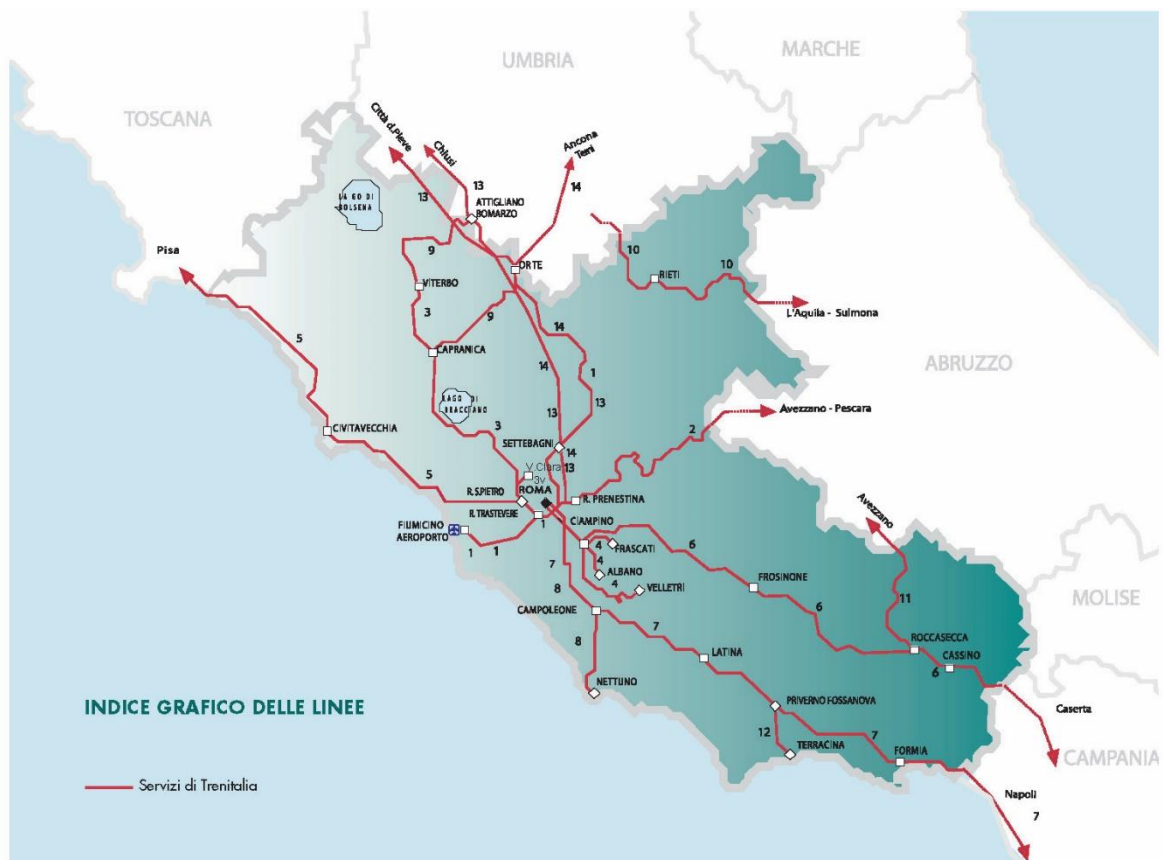 MARCHE
UMBRIA
TOSCANA
Città d.Pieve
Chiusi
Ancona
Terni
13
14
13
ATTIGLIANO
BOMARZO
LAGO DI
BOLSENA
10
10
RIETI
9
ORTE
Pisa
VITERBO
L'Aquila - Sulmona
3
9
14
5
CAPRANICA
14
1
ABRUZZO
LAGO DI
BRACCIANO
13
13
Avezzano - Pescara
CIVITAVECCHIA
3
2
SETTEBAGNI
14
13
V. Clara
3v
5
R. S.PIETRO
ROMA
R. PRENESTINA
Avezzano
R. TRASTEVERE
1
CIAMPINO
FIUMICINO
AEROPORTO
1
1
4
FRASCATI
6
7
4
ALBANO
4
VELLETRI
FROSINONE
8
MOLISE
11
CAMPOLEONE
6
7
ROCCASECCA
8
LATINA
CASSINO
6
NETTUNO
PRIVERNO FOSSANOVA
Caserta
INDICE GRAFICO DELLE LINEE
12
7
TERRACINA
FORMIA
CAMPANIA
Servizi di Trenitalia
Napoli
7